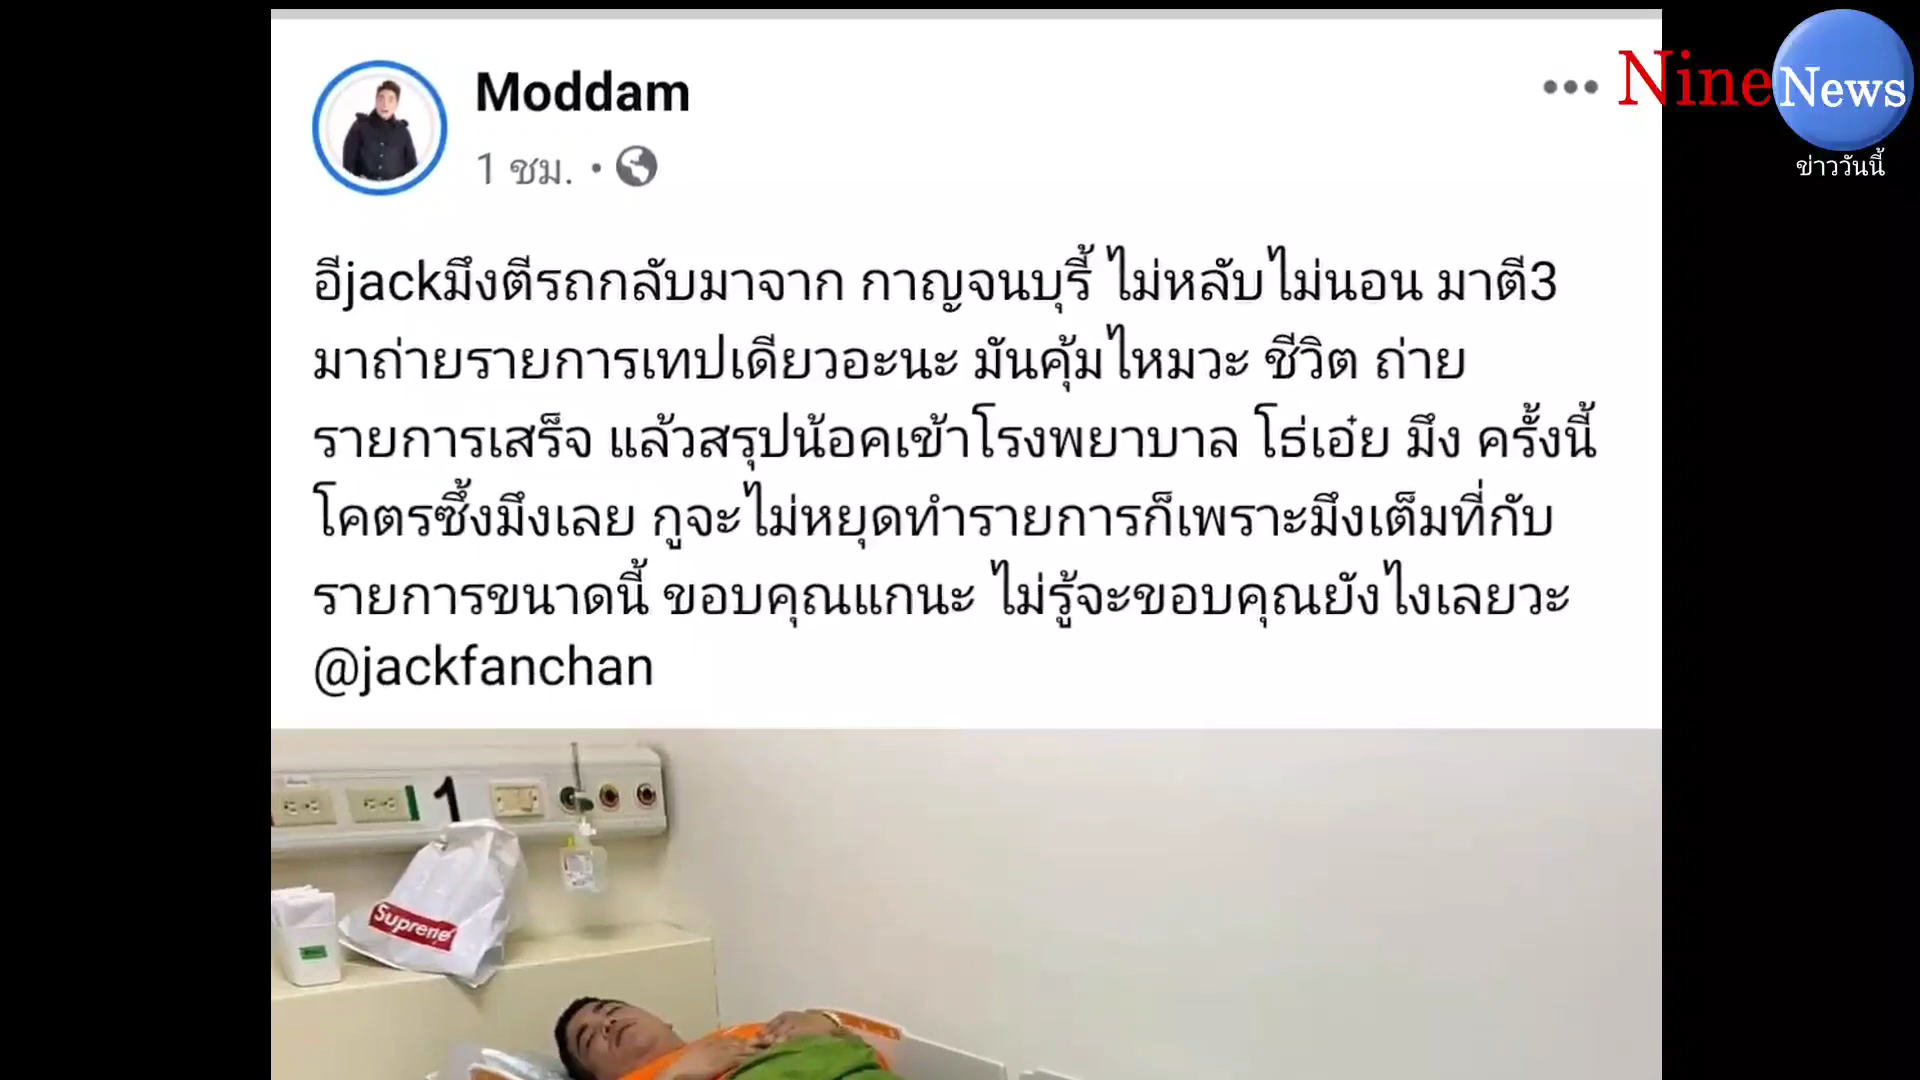 Moddam
1 ชม.
Nine News
ข่าววันนี้
อีjackมึงตีรถกลับมาจาก กาญจนบุรี้ ไม่หลับไม่นอน มาตี3
มาถ่ายรายการเทปเดียวอะนะ มันคุ้มไหมวะ ชีวิต ถ่าย
รายการเสร็จ แล้วสรุปน้อคเข้าโรงพยาบาล โธ่เอ๋ย มึง ครั้งนี้
โคตรซึ้งมึงเลย กูจะไม่หยุดทำรายการก็เพราะมึงเต็มที่กับ
รายการขนาดนี้ ขอบคุณแกนะ ไม่รู้จะขอบคุณยังไงเลยวะ
@jackfanchan
1
Supreme